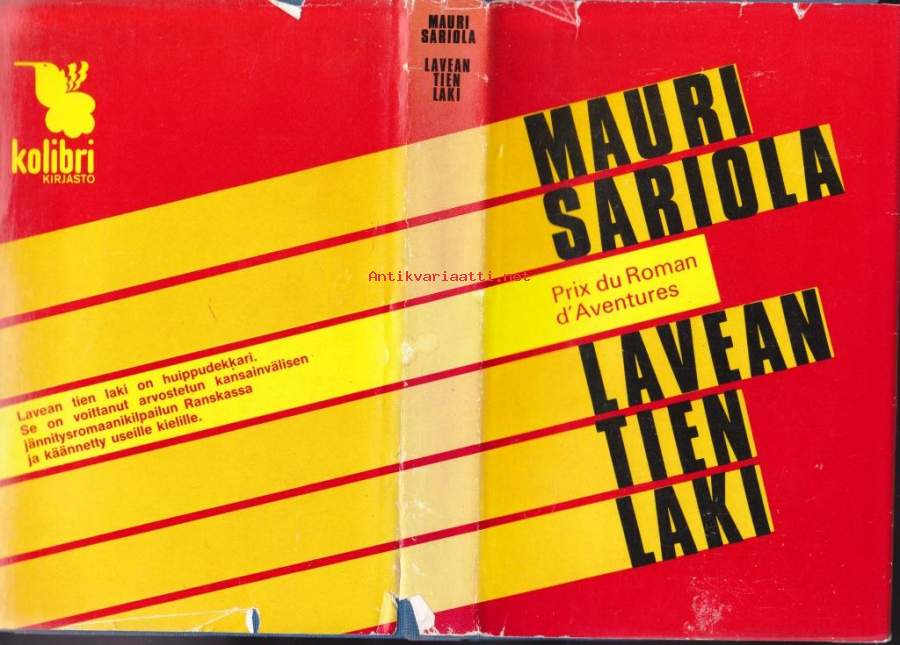 kolibri
KIRJASTO
Lavean tien laki on huippudekkari.
Se on voittanut arvostetun kansainvälisen
jännitysromaanikilpailun Ranskassa
ja käännetty useille kielille.
MAURI
SARIOLA
LAVEAN
TIEN
LAKI
Antikvariaatti.net
MAURI
SARIOLA
Prix du Roman
d'Aventures
LAVEAN
TIEN
LAKI